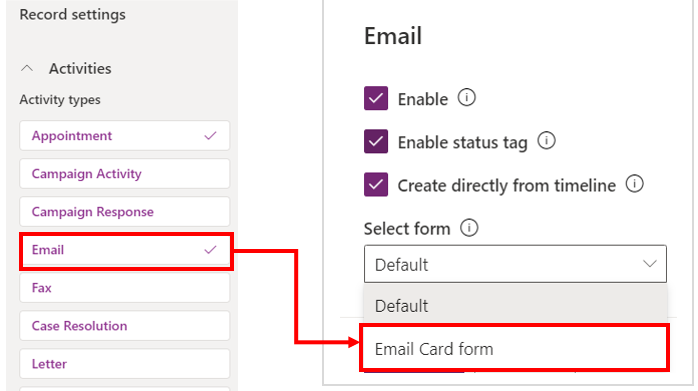 Record settings
Activities
Activity types
Appointment
Campaign Activity
Campaign Response
Email
Fax
Case Resolution
Letter
Email
Enable
Enable status tag
Create directly from timeline
Select form
Default
Default
Email Card form